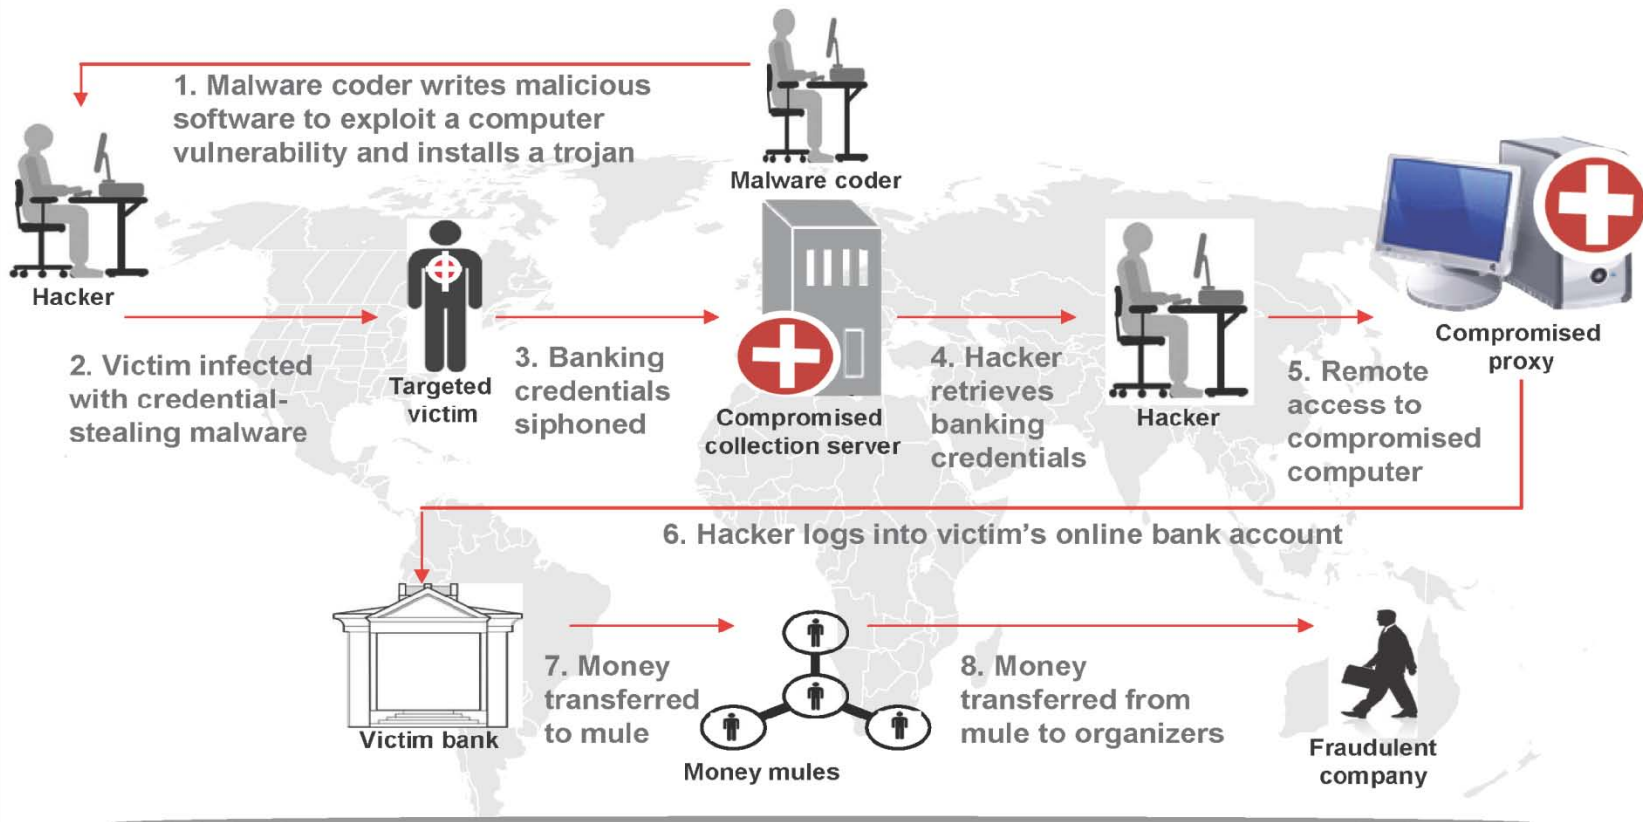 1. Malware coder writes malicious
software to exploit a computer
vulnerability and installs a trojan
Malware coder
Hacker
2. Victim infected
with credential-
stealing malware
Targeted
victim
3. Banking
credentials
siphoned
Compromised
collection server
4. Hacker
retrieves
banking
credentials
Hacker
5. Remote
access to
compromised
computer
Compromised
proxy
6. Hacker logs into victim's online bank account
Victim bank
7. Money
transferred
to mule
Money mules
8. Money
transferred from
mule to organizers
Fraudulent
company